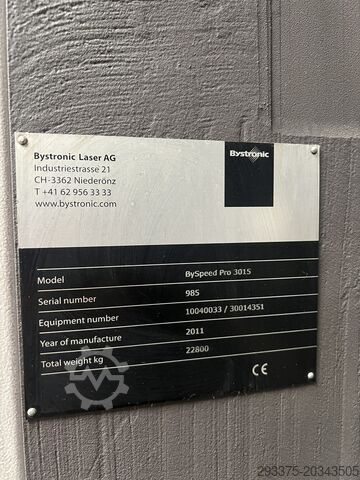 Bystronic Laser AG
Industriestrasse 21
CH-3362 Niederönz
T +41 62 956 33 33
www.bystronic.com
Bystronic
Model BySpeed Pro 3015
Serial number 985
Equipment number 10040033 / 30014351
Year of manufacture 2011
Total weight kg 22800
CE
293375-20343505